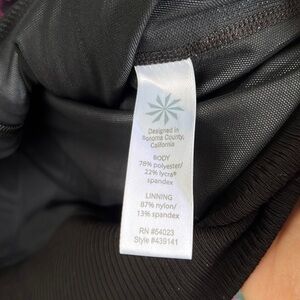 Designed in
Sonoma County,
California
BODY
78% polyester/
22% lycra®
spandex
LINNING
87% nylon/
13% spandex
RN #54023
Style #439141